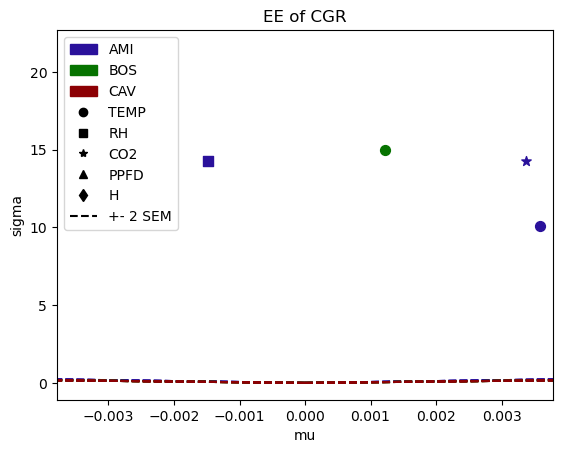 EE of CGR
AMI
BOS
CAV
TEMP
RH
CO2
PPFD
H
+- 2 SEM
sigma
20
15
10
5
0
−0.003 −0.002 −0.001 0.000 0.001 0.002 0.003
mu